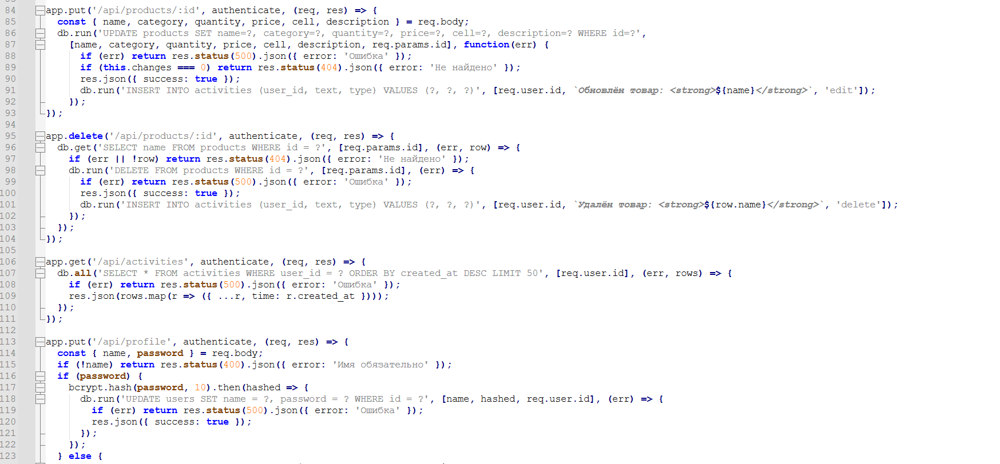 84 app.put('/api/products/:id', authenticate, (req, res) => {
85 const { name, category, quantity, price, cell, description } = req.body;
86 db.run('UPDATE products SET name=?, category=?, quantity=?, price=?, cell=?, description=? WHERE id=?',
87 [name, category, quantity, price, cell, description, req.params.id], function(err) {
88 if (err) return res.status(500).json({ error: 'Ошибка' });
89 if (this.changes === 0) return res.status(404).json({ error: 'Не найдено' });
90 res.json({ success: true });
91 db.run('INSERT INTO activities (user_id, text, type) VALUES (?, ?, ?)', [req.user.id, `Обновлён товар: <strong>${name}</strong>`, 'edit']);
92 });
93 });
94
95 app.delete('/api/products/:id', authenticate, (req, res) => {
96 db.get('SELECT name FROM products WHERE id = ?', [req.params.id], (err, row) => {
97 if (err || !row) return res.status(404).json({ error: 'Не найдено' });
98 db.run('DELETE FROM products WHERE id = ?', [req.params.id], (err) => {
99 if (err) return res.status(500).json({ error: 'Ошибка' });
100 res.json({ success: true });
101 db.run('INSERT INTO activities (user_id, text, type) VALUES (?, ?, ?)', [req.user.id, `Удалён товар: <strong>${row.name}</strong>`, 'delete']);
102 });
103 });
104 });
105
106 app.get('/api/activities', authenticate, (req, res) => {
107 db.all('SELECT * FROM activities WHERE user_id = ? ORDER BY created_at DESC LIMIT 50', [req.user.id], (err, rows) => {
108 if (err) return res.status(500).json({ error: 'Ошибка' });
109 res.json(rows.map(r => ({ ...r, time: r.created_at })));
110 });
111 });
112
113 app.put('/api/profile', authenticate, (req, res) => {
114 const { name, password } = req.body;
115 if (!name) return res.status(400).json({ error: 'Имя обязательно' });
116 if (password) {
117 bcrypt.hash(password, 10).then(hashed => {
118 db.run('UPDATE users SET name = ?, password = ? WHERE id = ?', [name, hashed, req.user.id], (err) => {
119 if (err) return res.status(500).json({ error: 'Ошибка' });
120 res.json({ success: true });
121 });
122 });
123 } else {